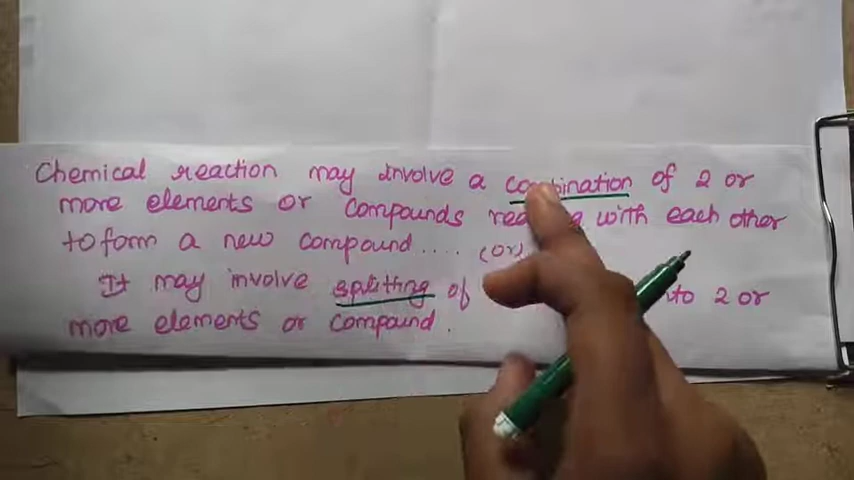 Chemical reaction may involve a combination of 2 or
more elements or compounds with each other
to form a new compound.... (or)
It may involve splitting of 2 or
more elements or compound.